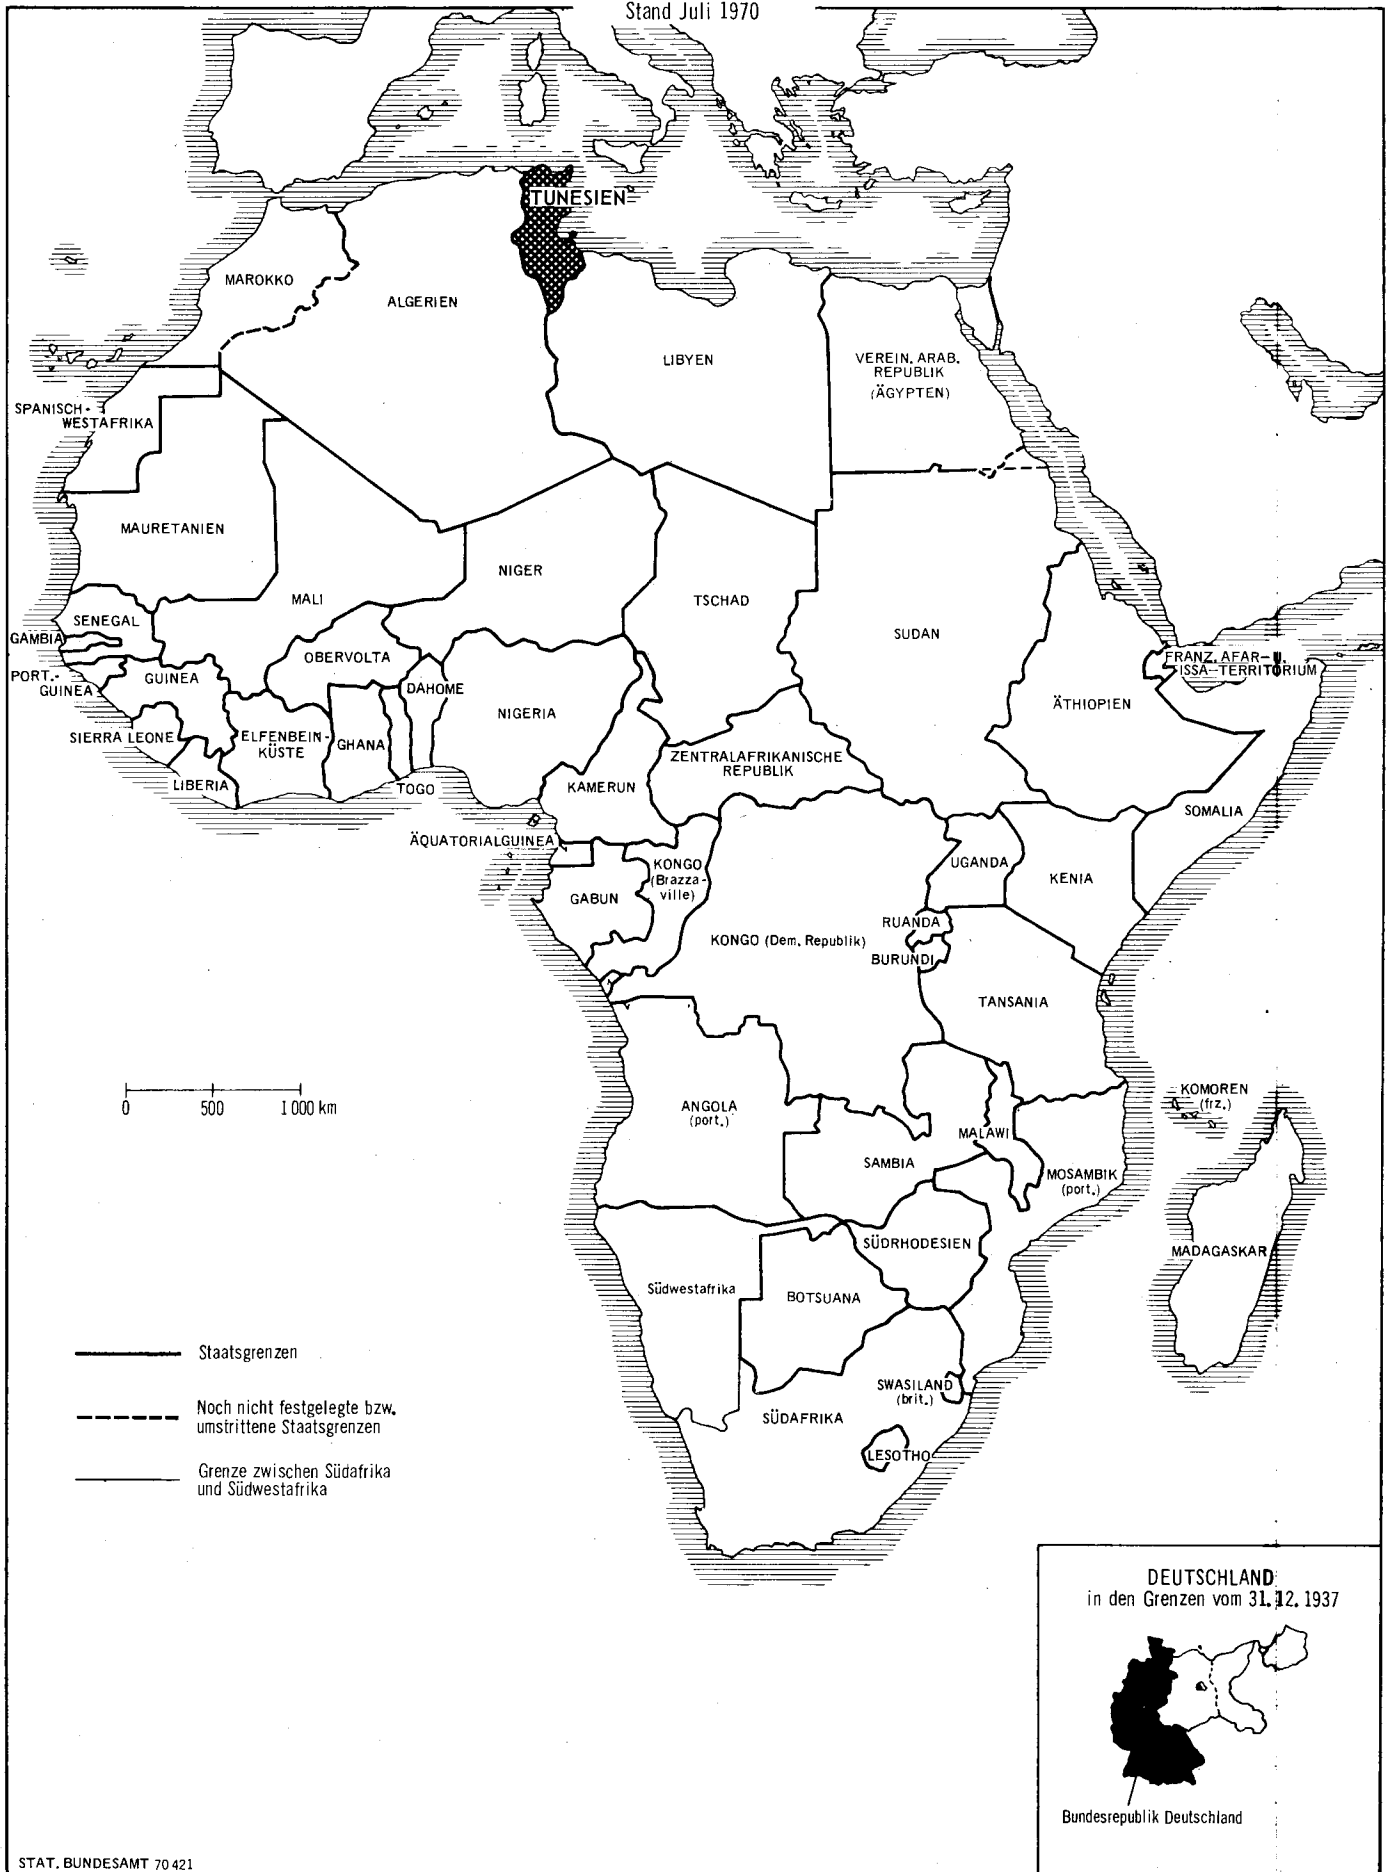 Stand Juli 1970
TUNESIEN
MAROKKO
ALGERIEN
LIBYEN
VEREIN. ARAB.
REPUBLIK
(ÄGYPTEN)
SPANISCH-
WESTAFRIKA
MAURETANIEN
MALI
NIGER
TSCHAD
SUDAN
SENEGAL
GAMBIA
PORT.-
GUINEA
GUINEA
OBERVOLTA
DAHOME
NIGERIA
FRANZ. AFAR- U.
ISSA-TERRITORIUM
ÄTHIOPIEN
SIERRA LEONE
ELFENBEIN-
KÜSTE
GHANA
LIBERIA
TOGO
KAMERUN
ZENTRALAFRIKANISCHE
REPUBLIK
SOMALIA
ÄQUATORIALGUINEA
GABUN
KONGO
(Brazza-
ville)
UGANDA
KENIA
RUANDA
KONGO (Dem. Republik)
BURUNDI
TANSANIA
0 500 1 000 km
ANGOLA
(port.)
KOMOREN
(frz.)
MALAWI
SAMBIA
MOSAMBIK
(port.)
SÜDRHODESIEN
MADAGASKAR
Südwestafrika
BOTSUANA
SWASILAND
(brit.)
SÜDAFRIKA
LESOTHO
Staatsgrenzen
Noch nicht festgelegte bzw.
umstrittene Staatsgrenzen
Grenze zwischen Südafrika
und Südwestafrika
DEUTSCHLAND
in den Grenzen vom 31.12.1937
Bundesrepublik Deutschland
STAT. BUNDESAMT 70 421